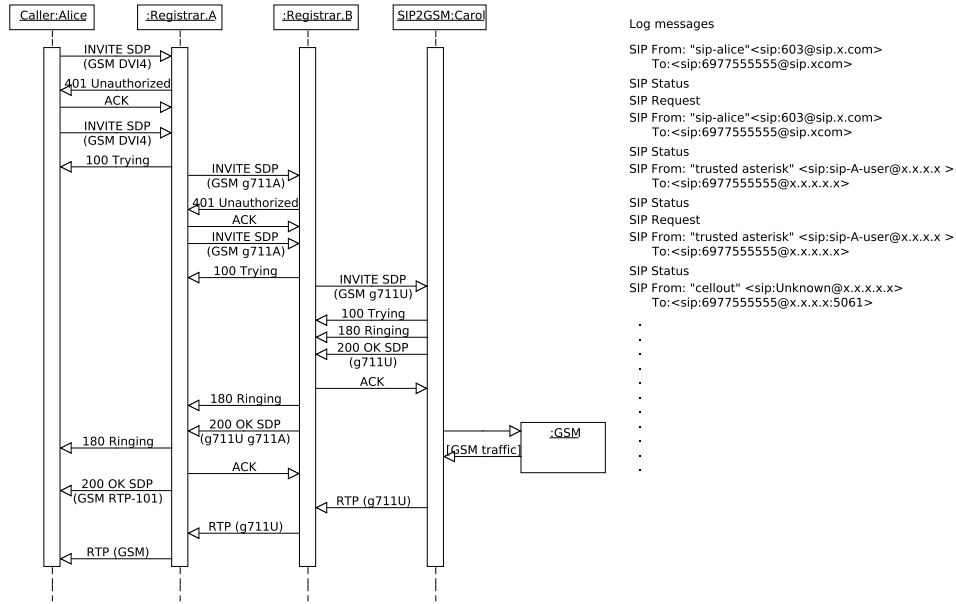 Caller:Alice
:Registrar.A
:Registrar.B
SIP2GSM:Carol
Log messages
INVITE SDP
(GSM DVI4)
SIP From: "sip-alice"<sip:603@sip.x.com>
To:<sip:6977555555@sip.xcom>
401 Unauthorized
SIP Status
ACK
SIP Request
INVITE SDP
(GSM DVI4)
SIP From: "sip-alice"<sip:603@sip.x.com>
To:<sip:6977555555@sip.xcom>
100 Trying
SIP Status
INVITE SDP
(GSM g711A)
SIP From: "trusted asterisk" <sip:sip-A-user@x.x.x.x >
To:<sip:6977555555@x.x.x.x.x>
401 Unauthorized
SIP Status
ACK
SIP Request
INVITE SDP
(GSM g711A)
SIP From: "trusted asterisk" <sip:sip-A-user@x.x.x.x >
To:<sip:6977555555@x.x.x.x.x>
100 Trying
SIP Status
INVITE SDP
(GSM g711U)
SIP From: "cellout" <sip:Unknown@x.x.x.x.x>
To:<sip:6977555555@x.x.x.x:5061>
100 Trying
180 Ringing
200 OK SDP
(g711U)
ACK
180 Ringing
200 OK SDP
(g711U g711A)
:GSM
180 Ringing
[GSM traffic]
ACK
200 OK SDP
(GSM RTP-101)
RTP (g711U)
RTP (g711U)
RTP (GSM)